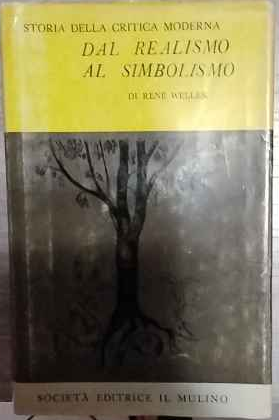 STORIA DELLA CRITICA MODERNA
DAL REALISMO
AL SIMBOLISMO
DI RENÉ WELLEK
SOCIETÀ EDITRICE IL MULINO